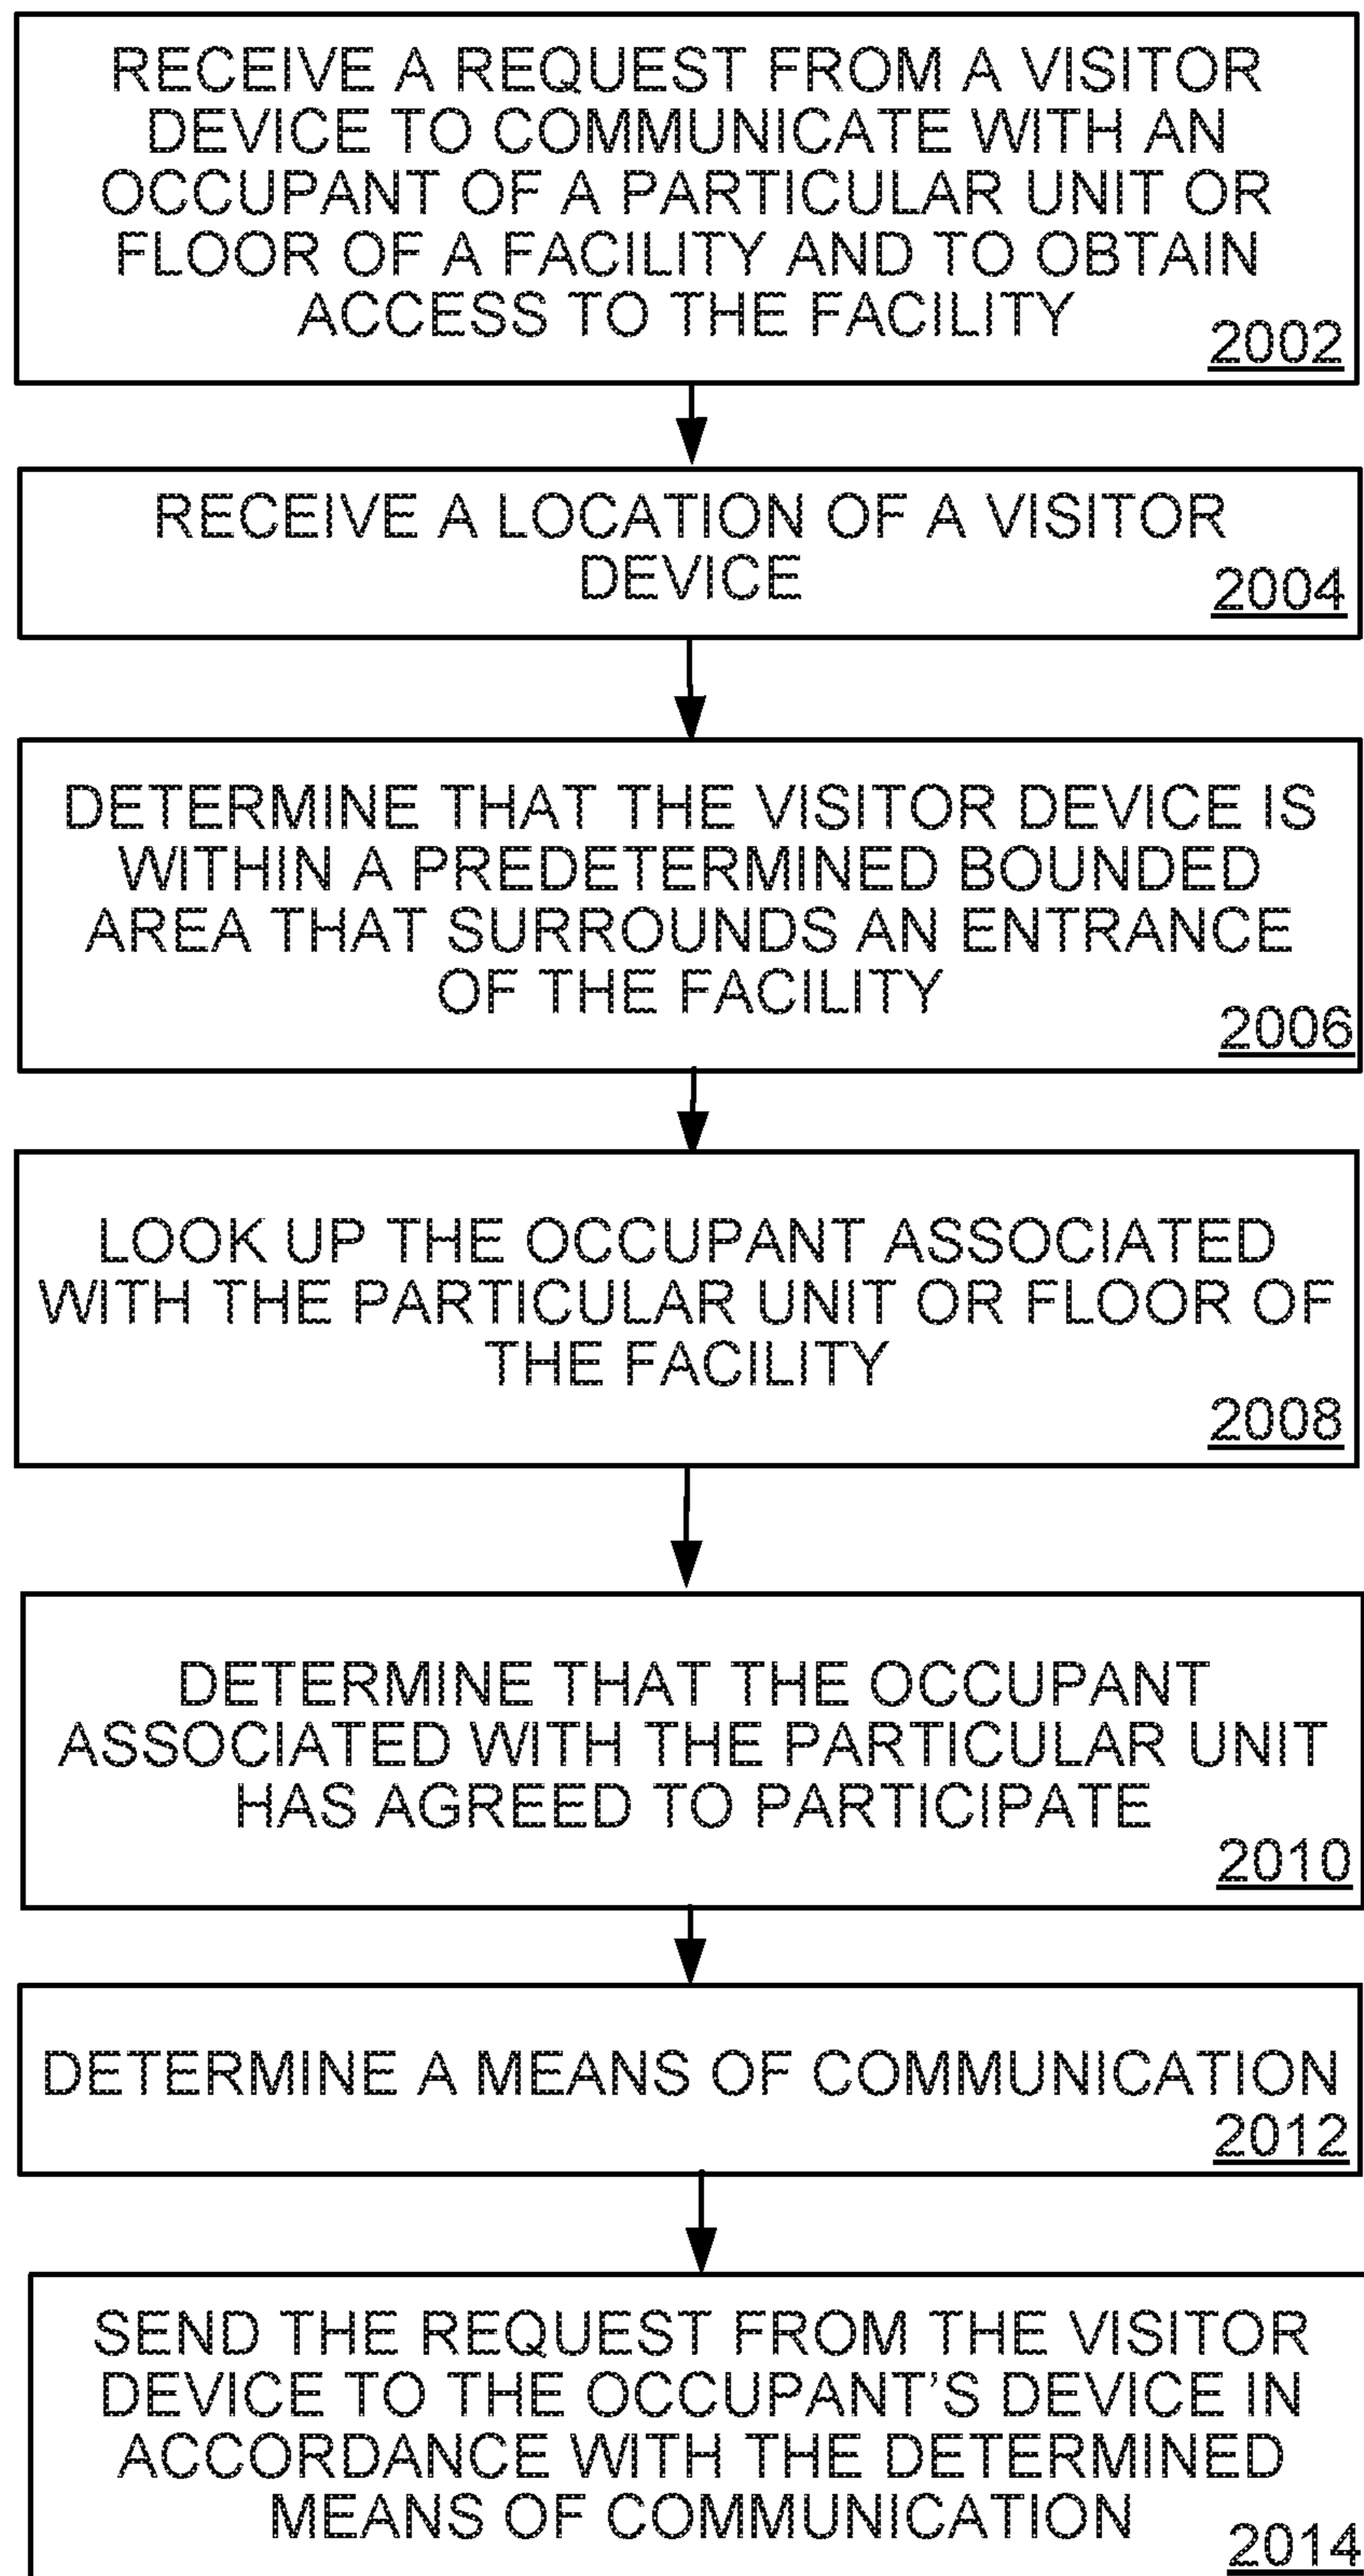 RECEIVE A REQUEST FROM A VISITOR
DEVICE TO COMMUNICATE WITH AN
OCCUPANT OF A PARTICULAR UNIT OR
FLOOR OF A FACILITY AND TO OBTAIN
ACCESS TO THE FACILITY
2002
RECEIVE A LOCATION OF A VISITOR
DEVICE
2004
DETERMINE THAT THE VISITOR DEVICE IS
WITHIN A PREDETERMINED BOUNDED
AREA THAT SURROUNDS AN ENTRANCE
OF THE FACILITY
2006
LOOK UP THE OCCUPANT ASSOCIATED
WITH THE PARTICULAR UNIT OR FLOOR OF
THE FACILITY
2008
DETERMINE THAT THE OCCUPANT
ASSOCIATED WITH THE PARTICULAR UNIT
HAS AGREED TO PARTICIPATE
2010
DETERMINE A MEANS OF COMMUNICATION
2012
SEND THE REQUEST FROM THE VISITOR
DEVICE TO THE OCCUPANT'S DEVICE IN
ACCORDANCE WITH THE DETERMINED
MEANS OF COMMUNICATION
2014